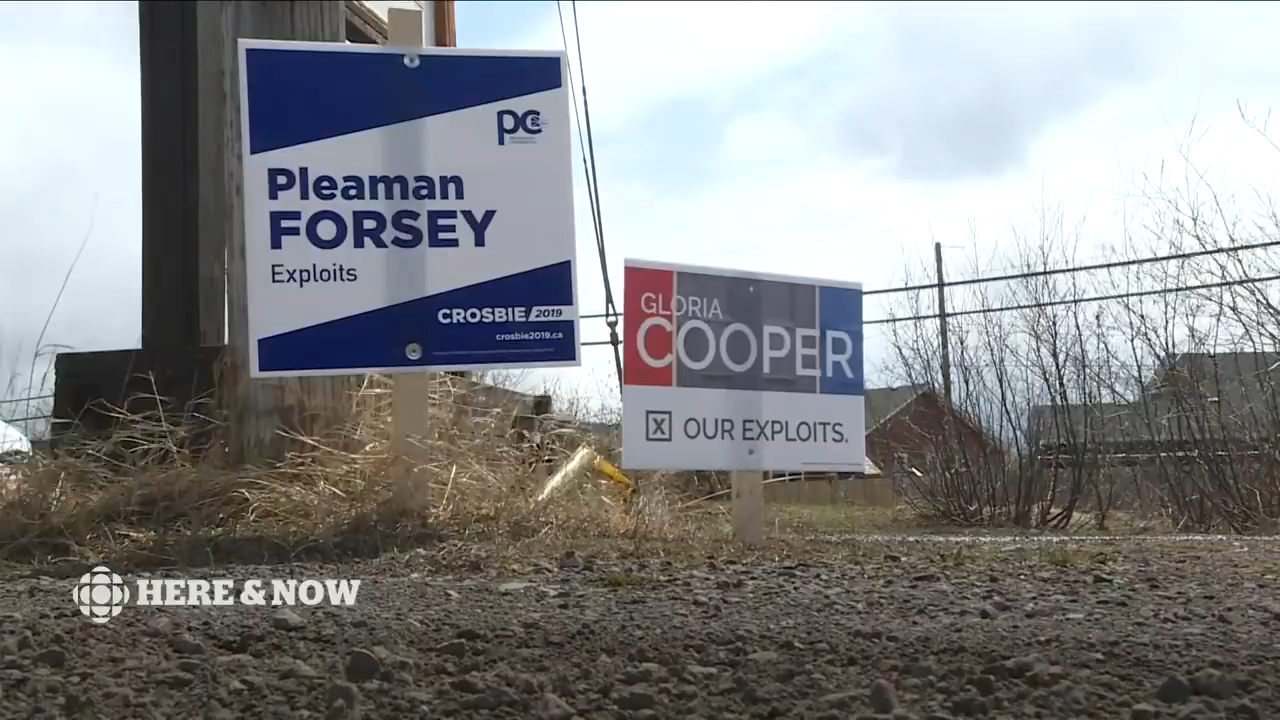 pc
Pleaman
FORSEY
Exploits
CROSBIE / 2019
crosbie2019.ca
GLORIA
COOPER
X OUR EXPLOITS.
HERE & NOW